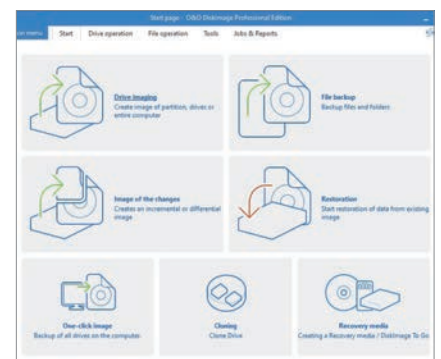 Start page - O&O DiskImage Professional Edition
Start Drive operation File operation Tools Jobs & Reports
Drive imaging
Create image of partition, drives or
entire computer
File backup
Backup files and folders
Image of the changes
Creates an incremental or differential
image
Restoration
Start restoration of data from existing
image
One-click image
Backup of all drives on the computer
Cloning
Clone Drive
Recovery media
Creating a Recovery media / DiskImage To Go